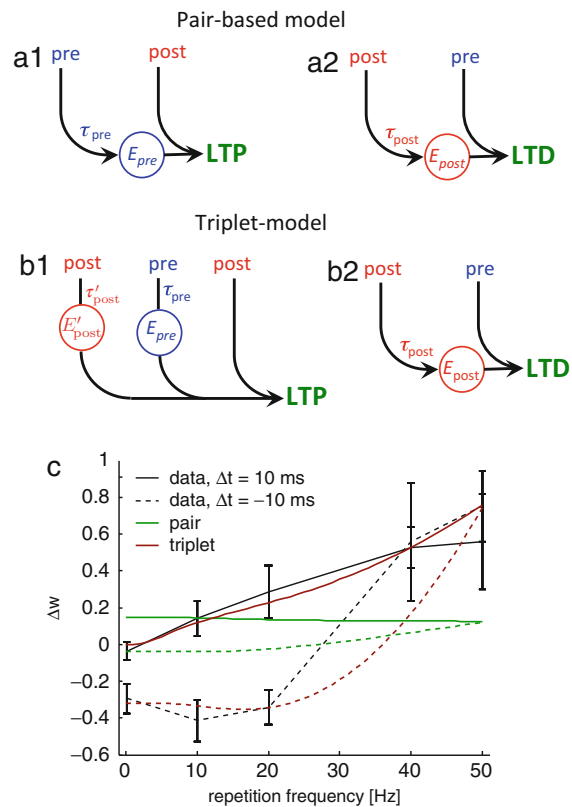 Pair-based model
a1 pre post a2 post pre
τpre τpost
Epre LTP Epost LTD
Triplet-model
b1 post pre post b2 post pre
τ′post τpre
E′post Epre τpost
LTP Epost LTD
c
data, Δt = 10 ms
data, Δt = −10 ms
pair
triplet
1
0.8
0.6
0.4
0.2
0
−0.2
−0.4
−0.6
Δw
0 10 20 30 40 50
repetition frequency [Hz]